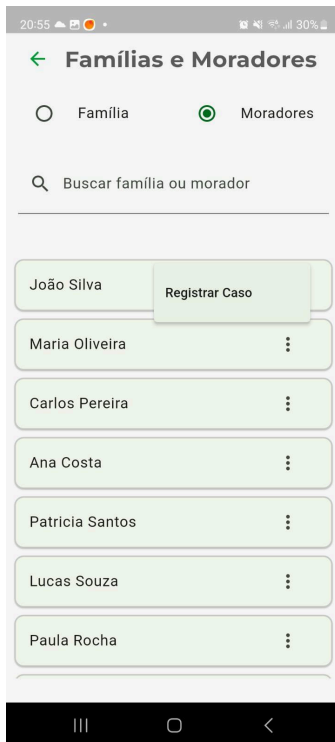 20:55
30%
Famílias e Moradores
Família
Moradores
Buscar família ou morador
João Silva
Registrar Caso
Maria Oliveira
Carlos Pereira
Ana Costa
Patricia Santos
Lucas Souza
Paula Rocha